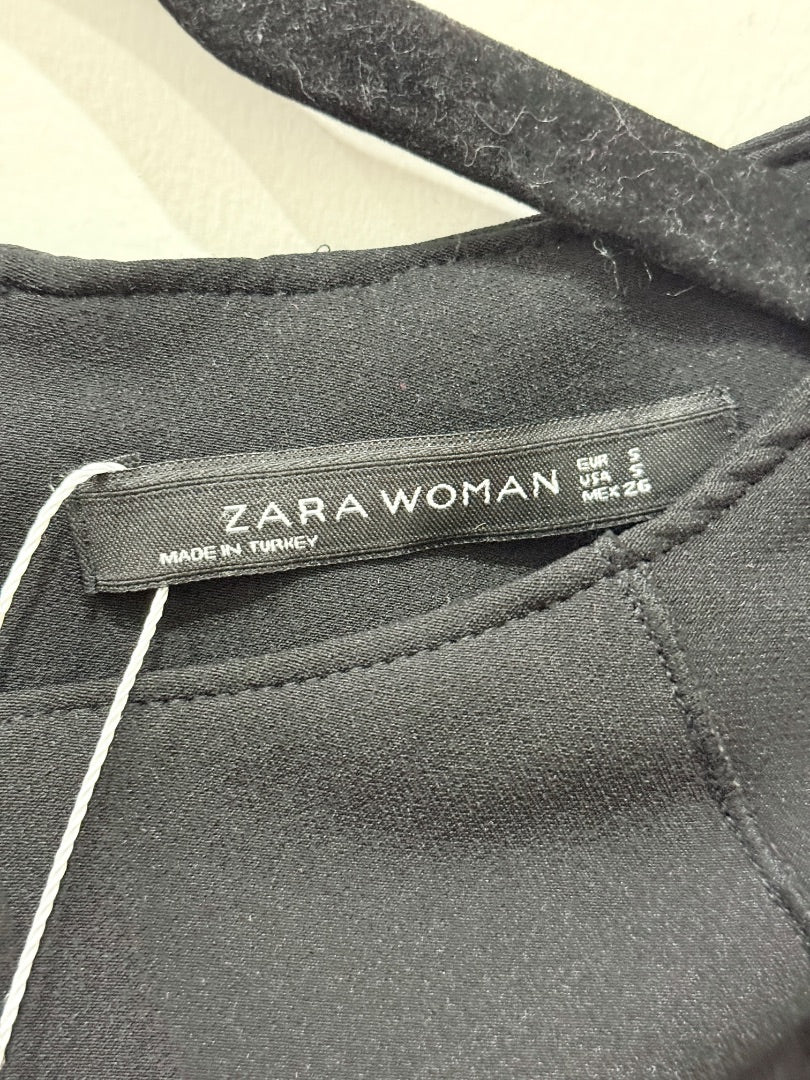 ZARA WOMAN
MADE IN TURKEY
EUR S
USA S
MEX 26